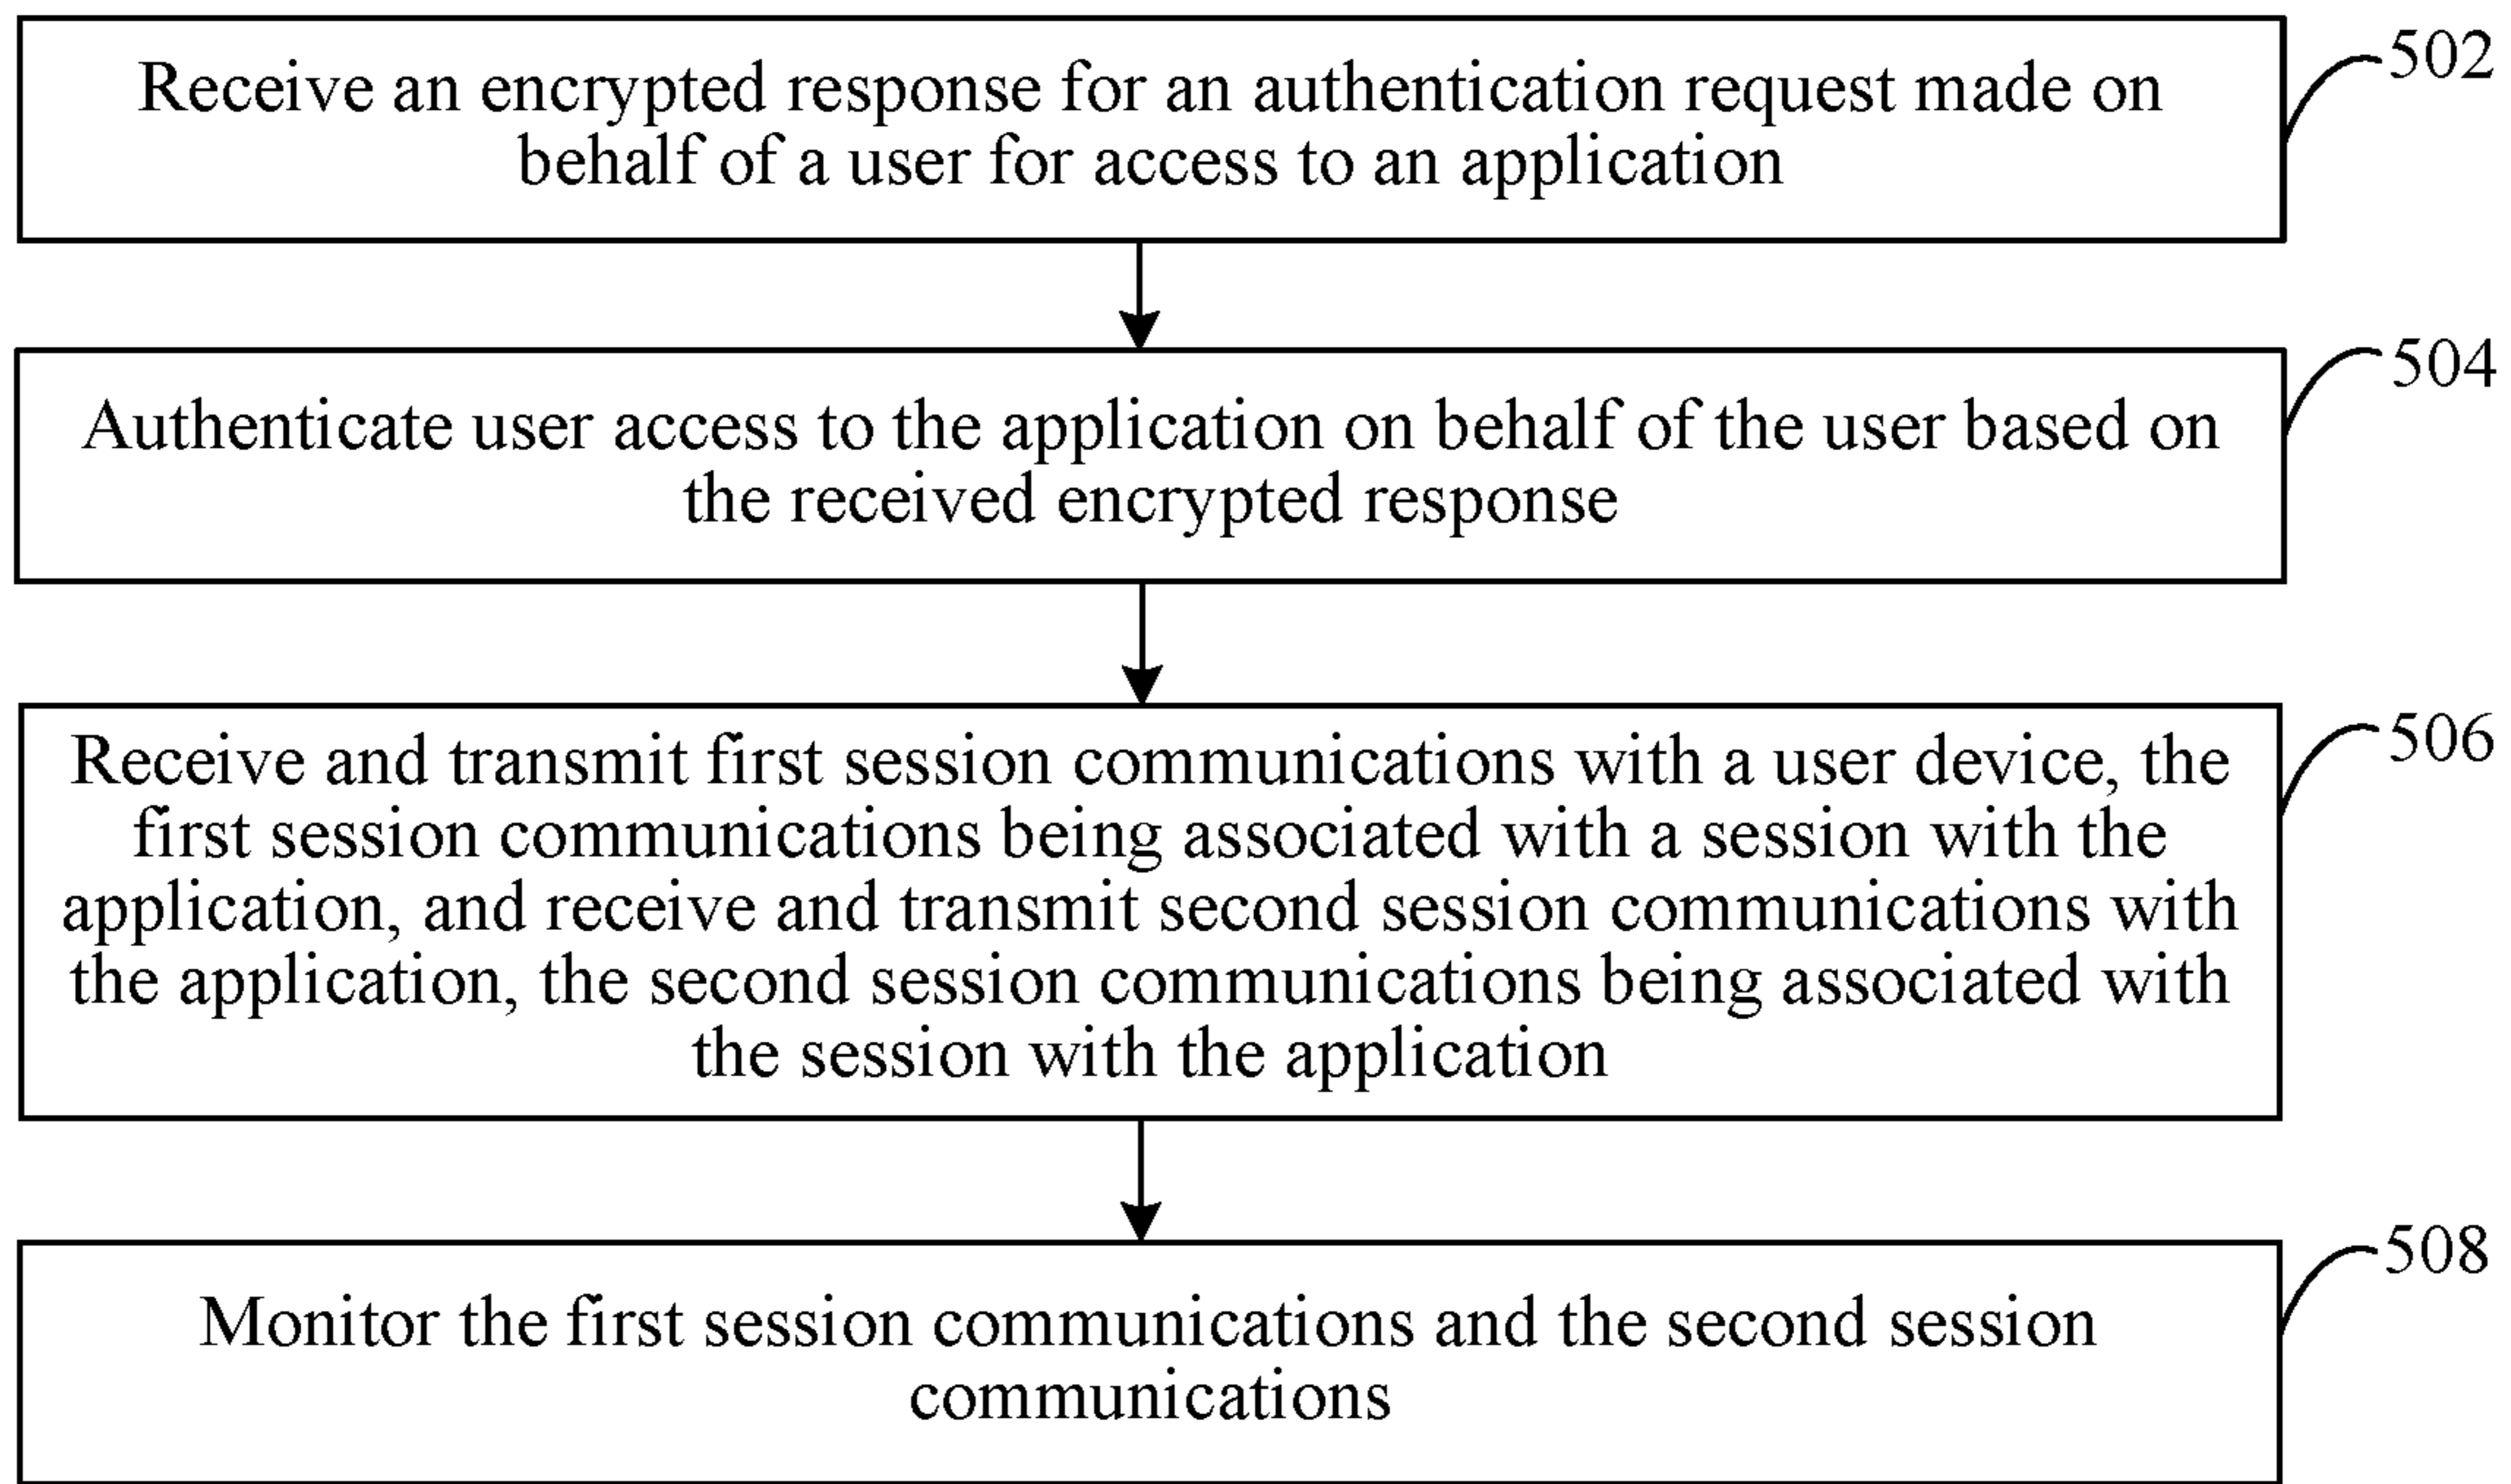 502
Receive an encrypted response for an authentication request made on
behalf of a user for access to an application
504
Authenticate user access to the application on behalf of the user based on
the received encrypted response
506
Receive and transmit first session communications with a user device, the
first session communications being associated with a session with the
application, and receive and transmit second session communications with
the application, the second session communications being associated with
the session with the application
508
Monitor the first session communications and the second session
communications